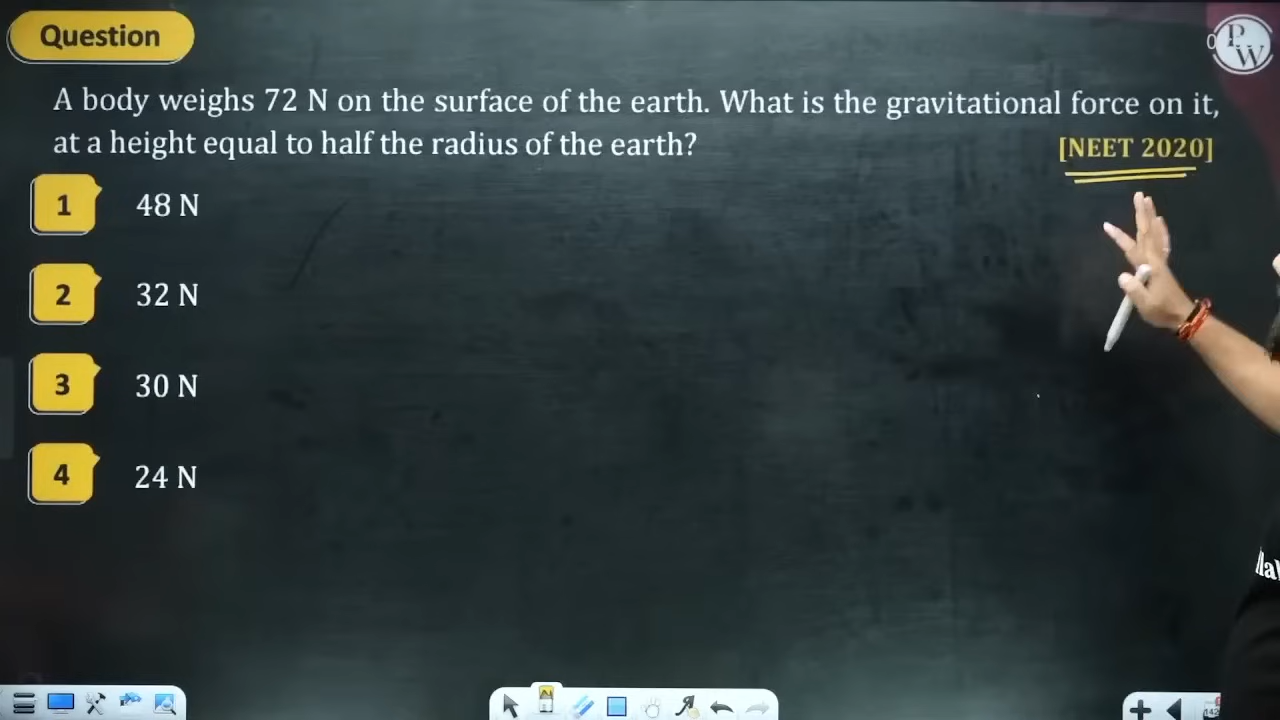 Question
PW
A body weighs 72 N on the surface of the earth. What is the gravitational force on it,
at a height equal to half the radius of the earth?
[NEET 2020]
1 48 N
2 32 N
3 30 N
4 24 N